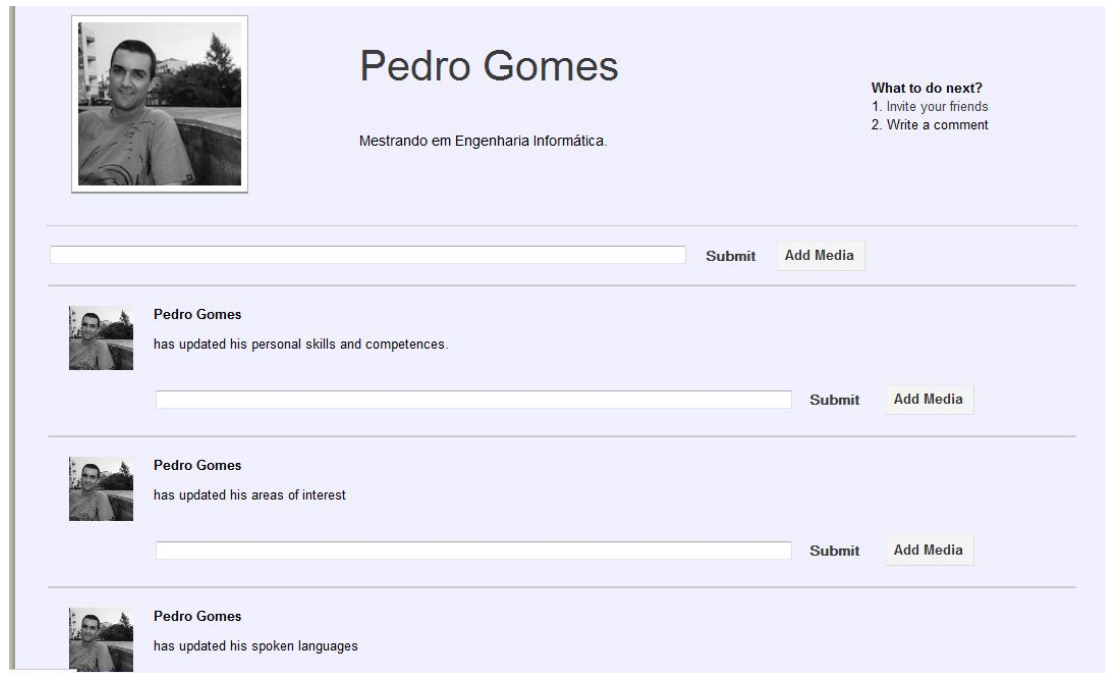 Pedro Gomes
Mestrando em Engenharia Informática.
What to do next?
1. Invite your friends
2. Write a comment
Submit Add Media
Pedro Gomes
has updated his personal skills and competences.
Submit Add Media
Pedro Gomes
has updated his areas of interest
Submit Add Media
Pedro Gomes
has updated his spoken languages